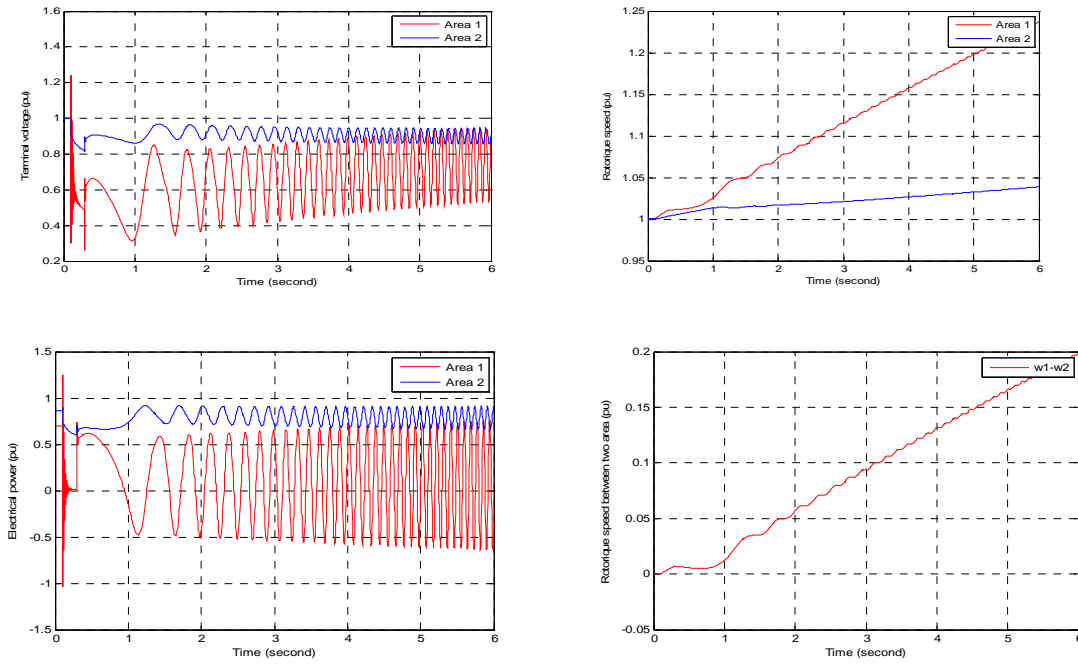 1.6
1.4
1.2
1
0.8
0.6
0.4
0.2
0 1 2 3 4 5 6
Time (second)
Terminal voltage (pu)
Area 1
Area 2
1.25
1.2
1.15
1.1
1.05
1
0.95
0 1 2 3 4 5 6
Time (second)
Rotorique speed (pu)
Area 1
Area 2
1.5
1
0.5
0
-0.5
-1
-1.5
0 1 2 3 4 5 6
Time (second)
Electrical power (pu)
Area 1
Area 2
0.2
0.15
0.1
0.05
0
-0.05
0 1 2 3 4 5 6
Time (second)
Rotorique speed between two area (pu)
w1-w2